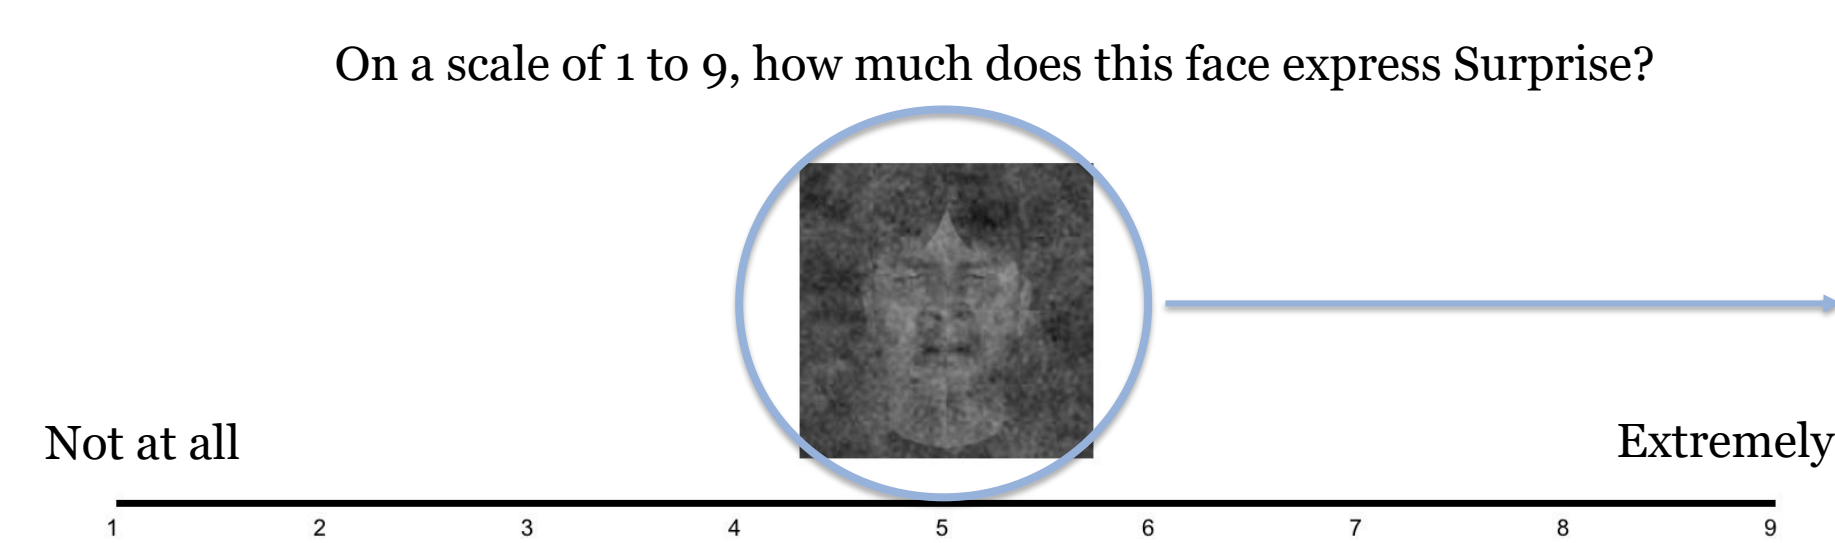 On a scale of 1 to 9, how much does this face express Surprise?
Not at all
Extremely
1 2 3 4 5 6 7 8 9